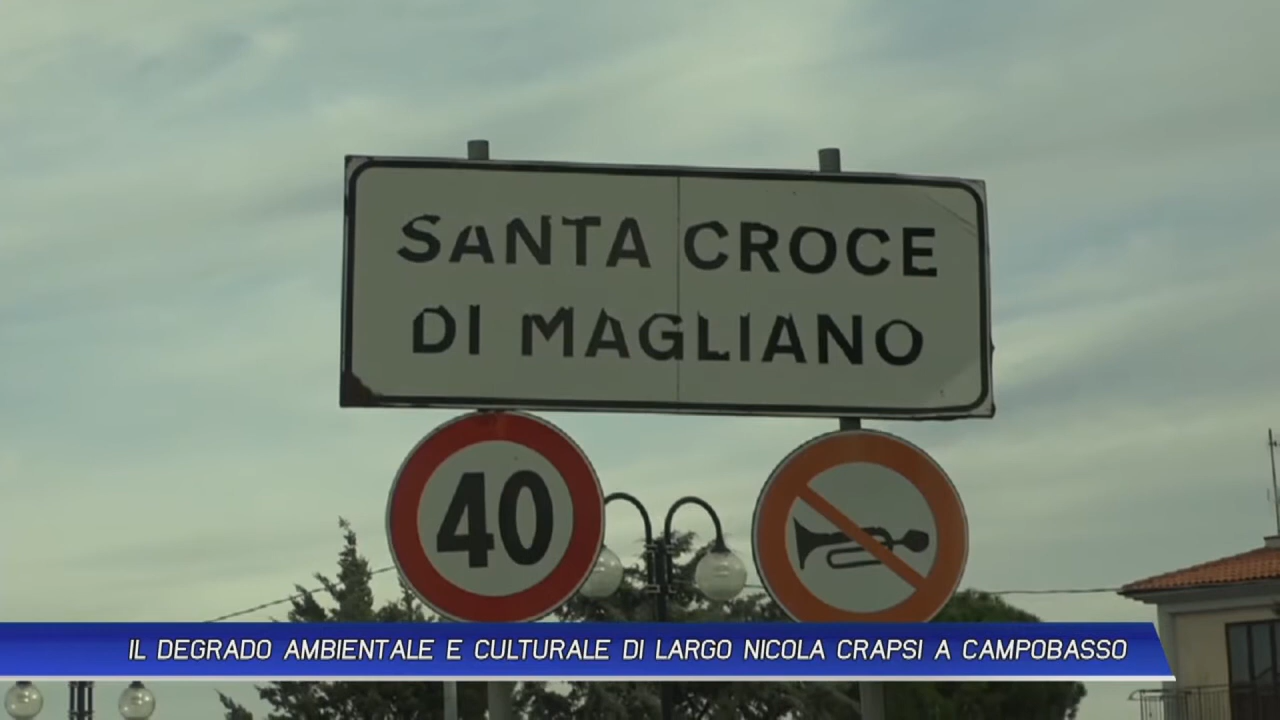 SANTA CROCE
DI MAGLIANO
40
IL DEGRADO AMBIENTALE E CULTURALE DI LARGO NICOLA CRAPSI A CAMPOBASSO